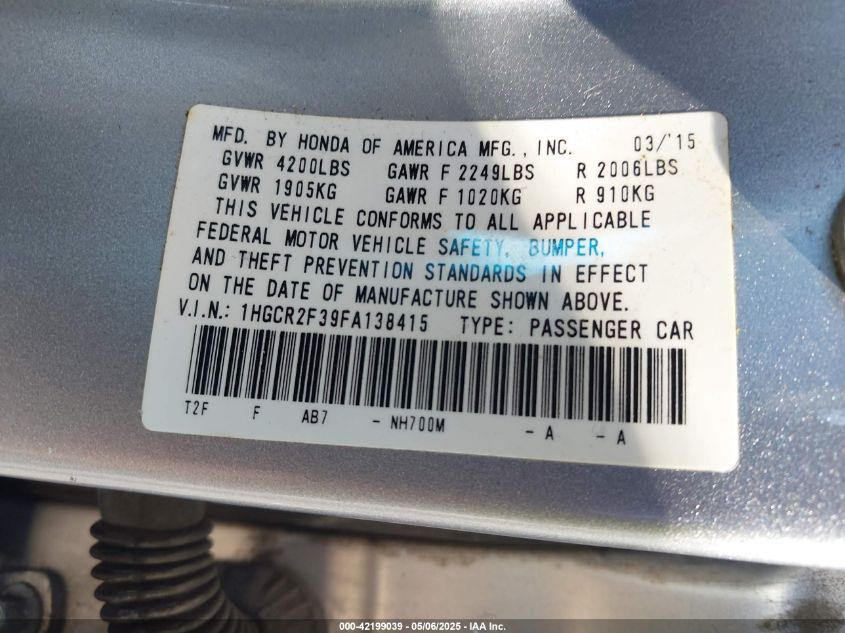 MFD. BY HONDA OF AMERICA MFG., INC. 03/'15
GVWR 4200LBS GAWR F 2249LBS R 2006LBS
GVWR 1905KG GAWR F 1020KG R 910KG
THIS VEHICLE CONFORMS TO ALL APPLICABLE
FEDERAL MOTOR VEHICLE SAFETY, BUMPER,
AND THEFT PREVENTION STANDARDS IN EFFECT
ON THE DATE OF MANUFACTURE SHOWN ABOVE.
V.I.N.: 1HGCR2F39FA138415 TYPE: PASSENGER CAR
T2F F AB7 - NH700M - A - A
000-42199039 - 05/06/2025 - IAA Inc.